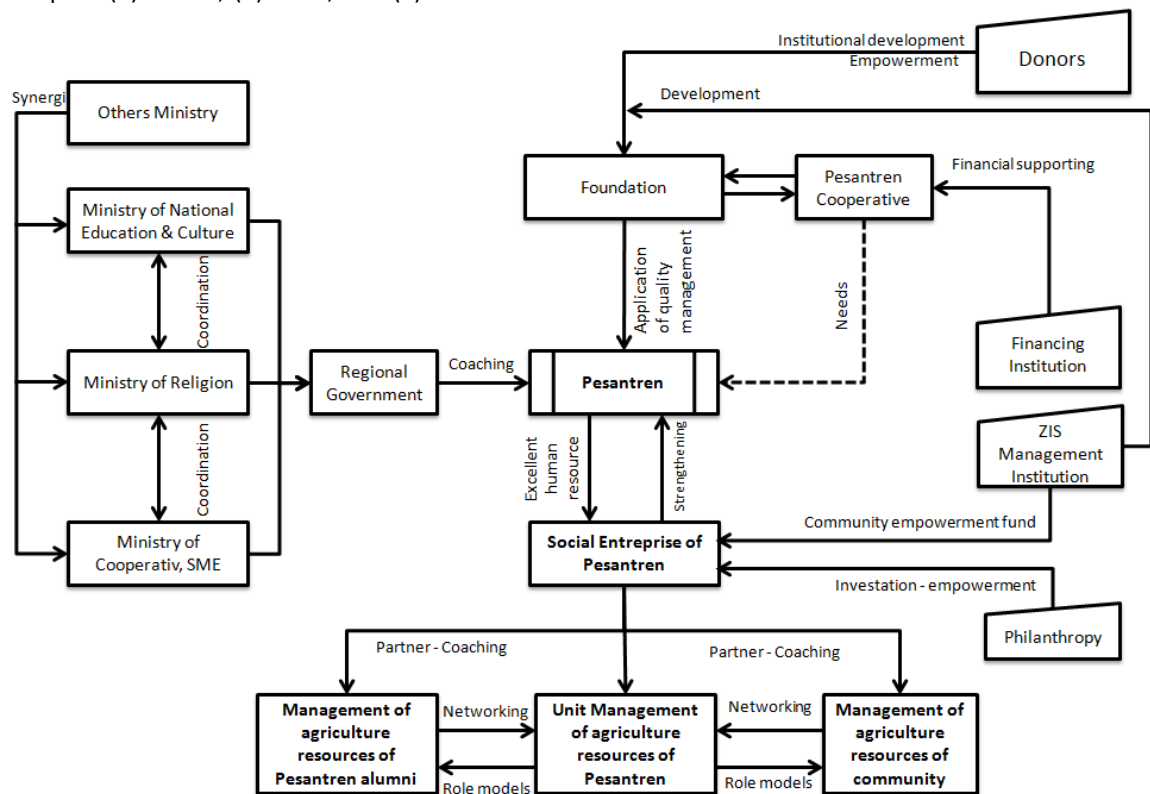 Institutional development
Empowerment
Donors
Synergi
Others Ministry
Development
Foundation
Pesantren
Cooperative
Financial supporting
Ministry of National
Education & Culture
Coordination
Application
of quality
management
Needs
Ministry of Religion
Regional
Government
Coaching
Pesantren
Financing
Institution
Coordination
Excellent
human
resource
Strengthening
ZIS
Management
Institution
Ministry of
Cooperativ, SME
Social Entreprise of
Pesantren
Community empowerment fund
Investation - empowerment
Philanthropy
Partner - Coaching
Partner - Coaching
Management of
agriculture
resources of
Pesantren alumni
Networking
Role models
Unit Management
of agriculture
resources of
Pesantren
Networking
Role models
Management of
agriculture
resources of
community